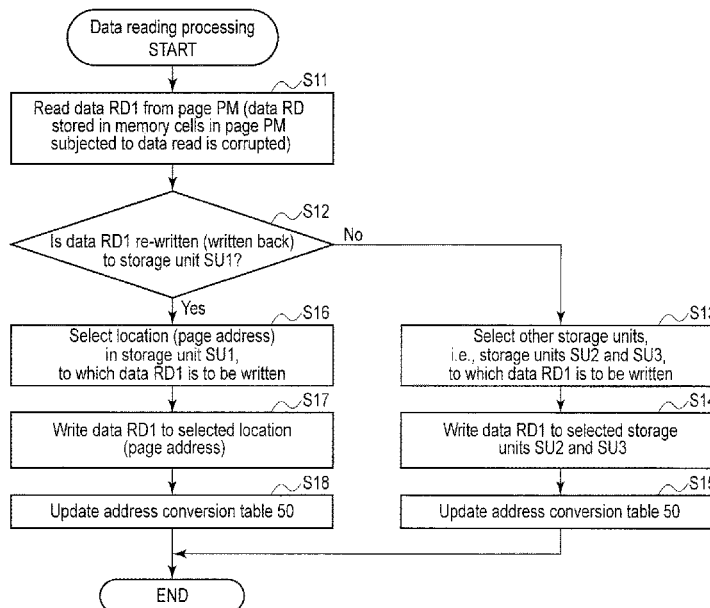 Data reading processing
START
S11
Read data RD1 from page PM (data RD
stored in memory cells in page PM
subjected to data read is corrupted)
S12
Is data RD1 re-written (written back)
to storage unit SU1?
No
Yes
S16
Select location (page address)
in storage unit SU1,
to which data RD1 is to be written
S13
Select other storage units,
i.e., storage units SU2 and SU3,
to which data RD1 is to be written
S17
Write data RD1 to selected location
(page address)
S14
Write data RD1 to selected storage
units SU2 and SU3
S18
Update address conversion table 50
S15
Update address conversion table 50
END